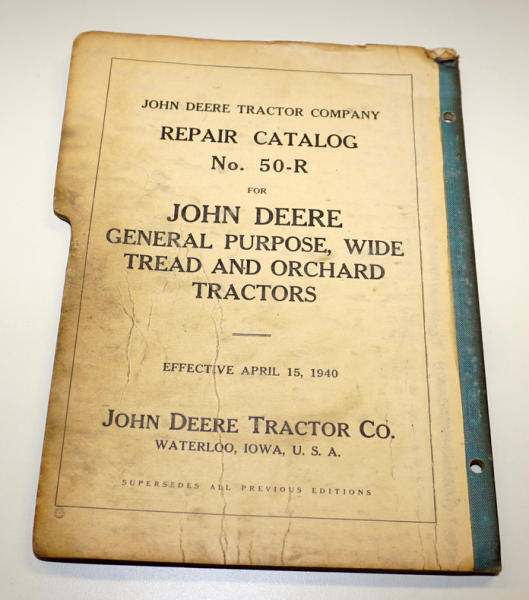 JOHN DEERE TRACTOR COMPANY
REPAIR CATALOG
No. 50-R
FOR
JOHN DEERE
GENERAL PURPOSE, WIDE
TREAD AND ORCHARD
TRACTORS
EFFECTIVE APRIL 15, 1940
JOHN DEERE TRACTOR CO.
WATERLOO, IOWA, U. S. A.
SUPERSEDES ALL PREVIOUS EDITIONS